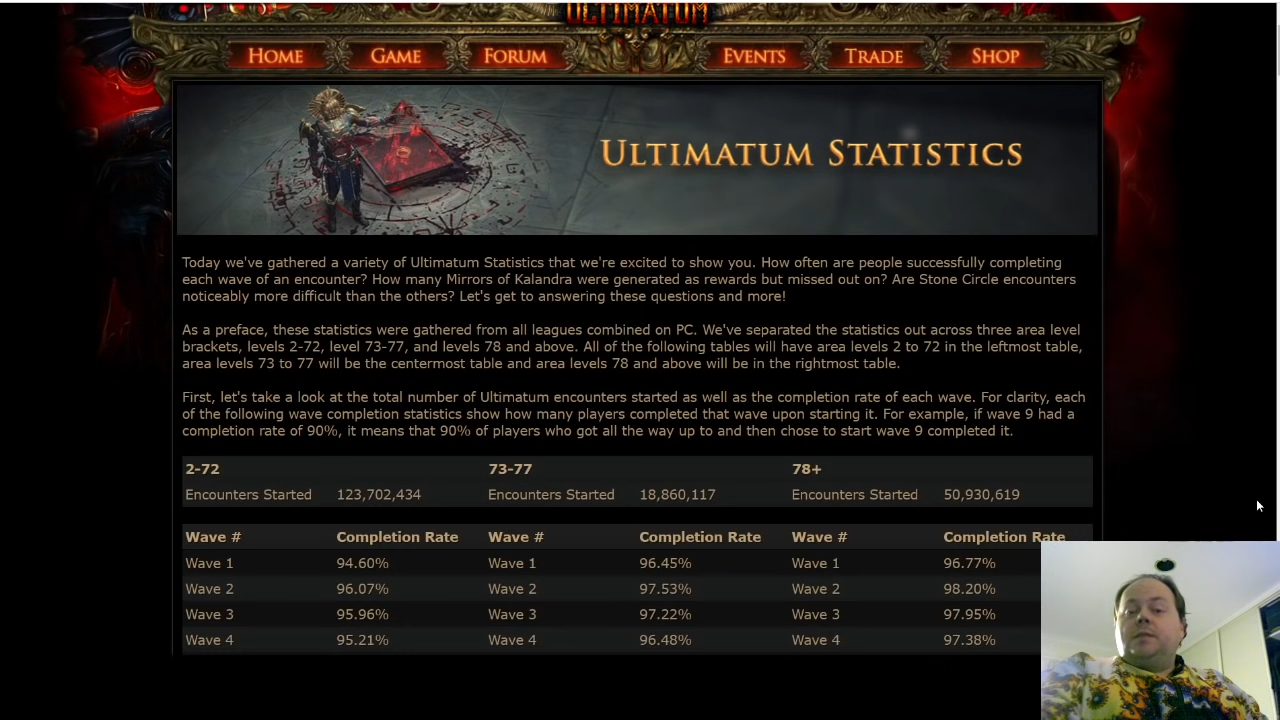 ULTIMATUM
HOME GAME FORUM EVENTS TRADE SHOP
ULTIMATUM STATISTICS
Today we've gathered a variety of Ultimatum Statistics that we're excited to show you. How often are people successfully completing
each wave of an encounter? How many Mirrors of Kalandra were generated as rewards but missed out on? Are Stone Circle encounters
noticeably more difficult than the others? Let's get to answering these questions and more!
As a preface, these statistics were gathered from all leagues combined on PC. We've separated the statistics out across three area level
brackets, levels 2-72, level 73-77, and levels 78 and above. All of the following tables will have area levels 2 to 72 in the leftmost table,
area levels 73 to 77 will be the centermost table and area levels 78 and above will be in the rightmost table.
First, let's take a look at the total number of Ultimatum encounters started as well as the completion rate of each wave. For clarity, each
of the following wave completion statistics show how many players completed that wave upon starting it. For example, if wave 9 had a
completion rate of 90%, it means that 90% of players who got all the way up to and then chose to start wave 9 completed it.
2-72 73-77 78+
Encounters Started 123,702,434 Encounters Started 18,860,117 Encounters Started 50,930,619
Wave # Completion Rate Wave # Completion Rate Wave # Completion Rate
Wave 1 94.60% Wave 1 96.45% Wave 1 96.77%
Wave 2 96.07% Wave 2 97.53% Wave 2 98.20%
Wave 3 95.96% Wave 3 97.22% Wave 3 97.95%
Wave 4 95.21% Wave 4 96.48% Wave 4 97.38%